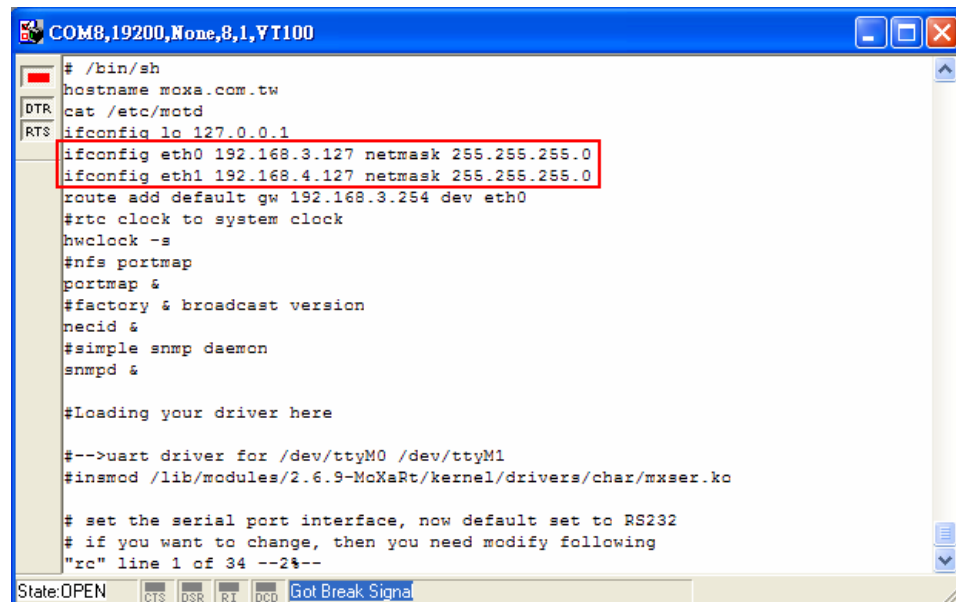 COM8,19200,None,8,1,VT100
# /bin/sh
hostname moxa.com.tw
DTR
cat /etc/motd
RTS
ifconfig lo 127.0.0.1
ifconfig eth0 192.168.3.127 netmask 255.255.255.0
ifconfig eth1 192.168.4.127 netmask 255.255.255.0
route add default gw 192.168.3.254 dev eth0
#rtc clock to system clock
hwclock -s
#nfs portmap
portmap &
#factory & broadcast version
necid &
#simple snmp daemon
snmpd &
#Loading your driver here
#-->uart driver for /dev/ttyM0 /dev/ttyM1
#insmod /lib/modules/2.6.9-MoXaRt/kernel/drivers/char/mxser.ko
# set the serial port interface, now default set to RS232
# if you want to change, then you need modify following
"rc" line 1 of 34 --2%--
State:OPEN CTS DSR RI DCD Got Break Signal